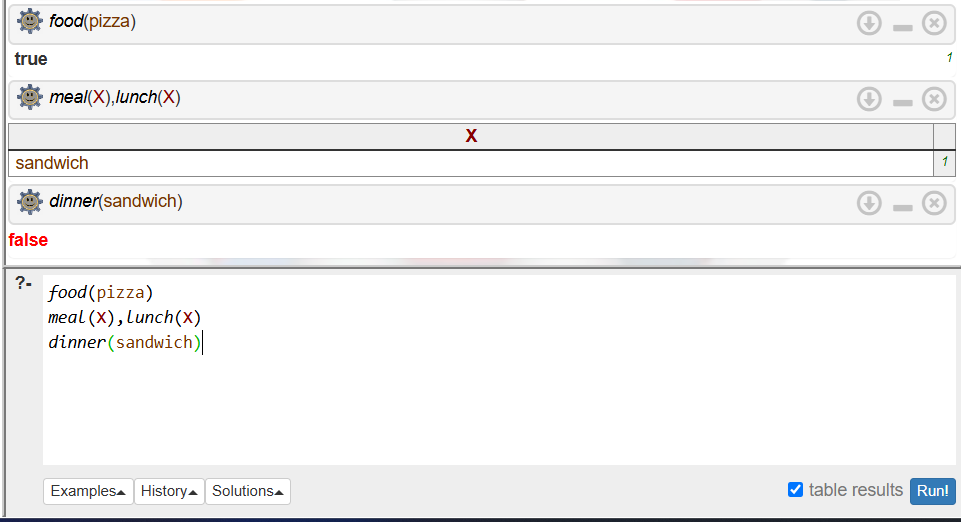 food(pizza)
true
1
meal(X),lunch(X)
X
sandwich
1
dinner(sandwich)
false
?-
food(pizza)
meal(X),lunch(X)
dinner(sandwich)
Examples History Solutions table results Run!